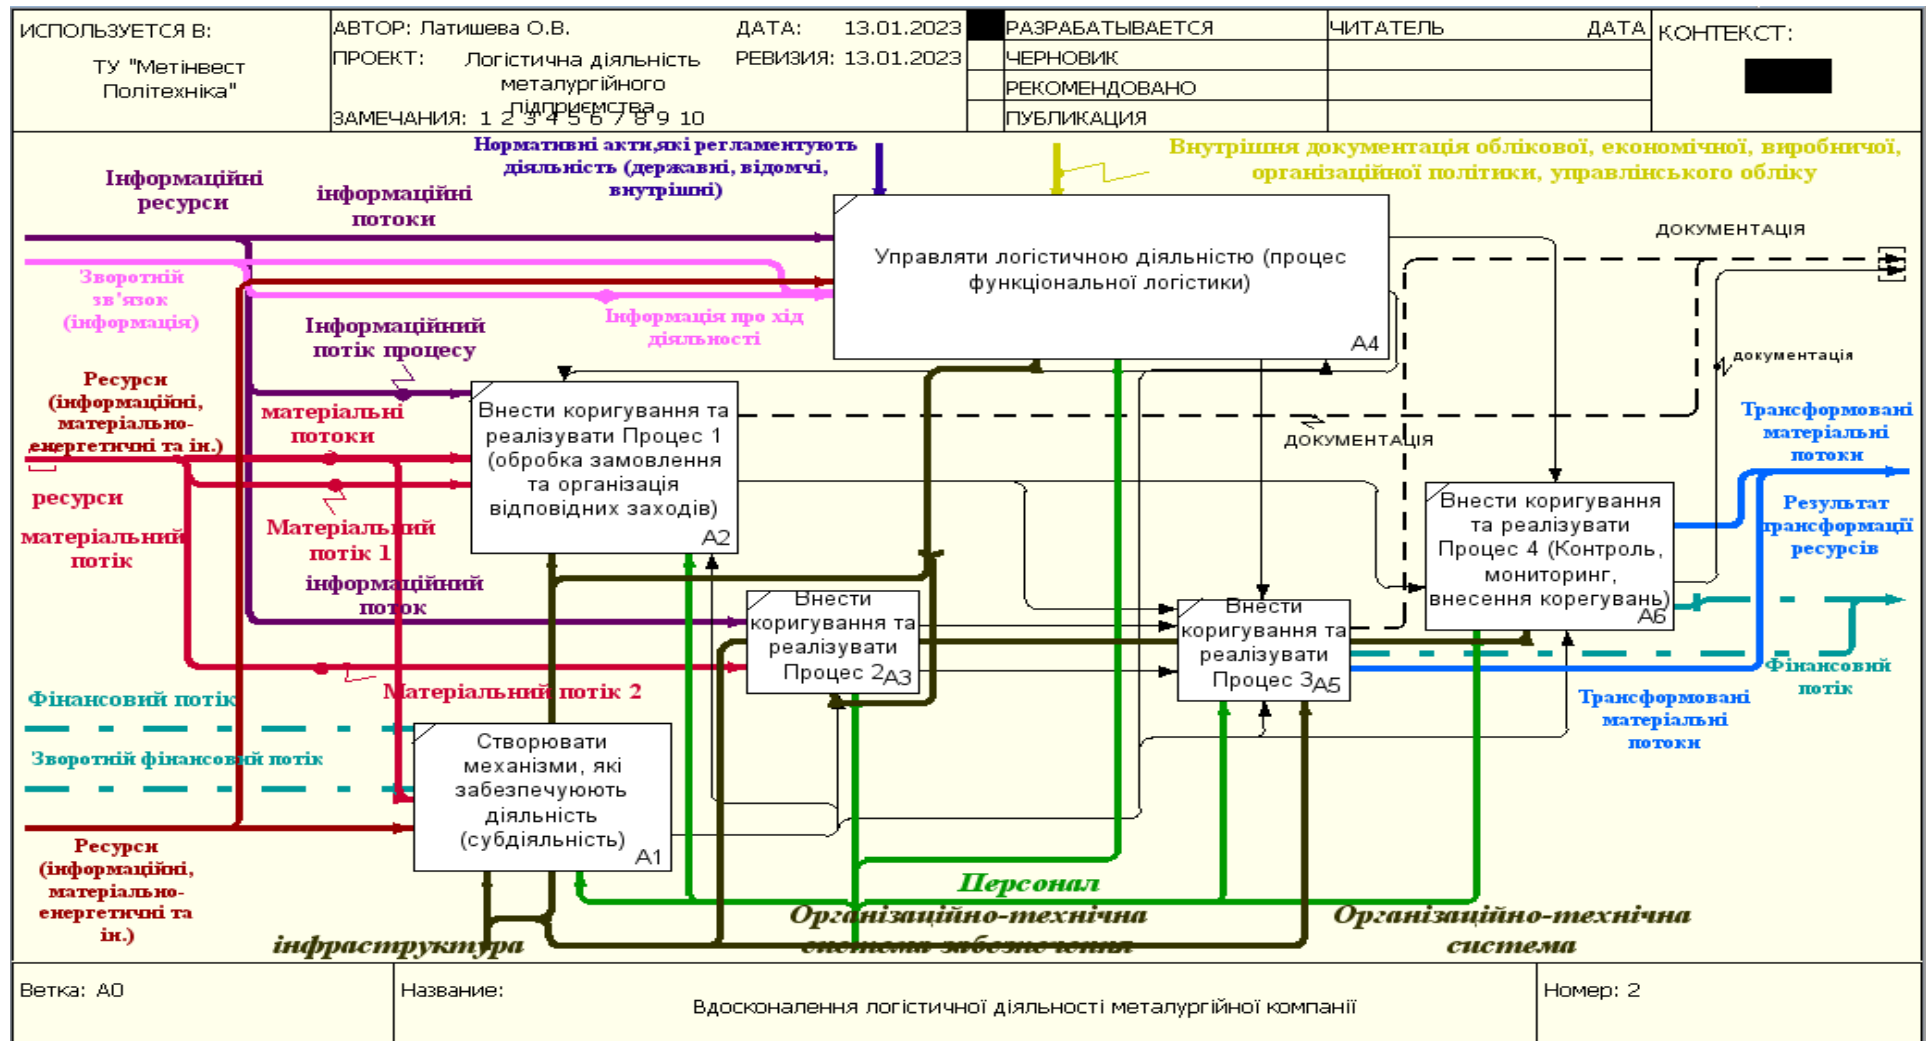 ИСПОЛЬЗУЕТСЯ В:
ТУ "Метінвест
Політехніка"
АВТОР: Латишева О.В.
ДАТА: 13.01.2023
ПРОЕКТ: Логістична діяльність
металургійного
підприємства
РЕВИЗИЯ: 13.01.2023
ЗАМЕЧАНИЯ: 1 2 3 4 5 6 7 8 9 10
РАЗРАБАТЫВАЕТСЯ
ЧЕРНОВИК
РЕКОМЕНДОВАНО
ПУБЛИКАЦИЯ
ЧИТАТЕЛЬ ДАТА
КОНТЕКСТ:
Нормативні акти,які регламентують
діяльність (державні, відомчі,
внутрішні)
Внутрішня документація облікової, економічної, виробничої,
організаційної політики, управлінського обліку
Інформаційні
ресурси
інформаційні
потоки
Управляти логістичною діяльністю (процес
функціональної логістики)
A4
ДОКУМЕНТАЦІЯ
Зворотній
зв'язок
(інформація)
Інформація про хід
діяльності
Інформаційний
потік процесу
документація
Ресурси
(інформаційні,
матеріально-
енергетичні та ін.)
матеріальні
потоки
Внести коригування та
реалізувати Процес 1
(обробка замовлення
та організація
відповідних заходів)
A2
ДОКУМЕНТАЦІЯ
Трансформовані
матеріальні
потоки
ресурси
матеріальний
потік
Матеріальний
потік 1
Внести коригування
та реалізувати
Процес 4 (Контроль,
мониторинг,
внесення корегувань)
A6
Результат
трансформації
ресурсів
інформаційний
поток
Внести
коригування та
реалізувати
Процес 2
A3
Внести
коригування та
реалізувати
Процес 3
A5
Фінансовий
потік
Матеріальний потік 2
Трансформовані
матеріальні
потоки
Фінансовий потік
Зворотній фінансовий потік
Створювати
механізми, які
забезпечуюють
діяльність
(субдіяльність)
A1
Ресурси
(інформаційні,
матеріально-
енергетичні та
ін.)
Персонал
інфраструктура
Організаційно-технічна
система забезпечення
Організаційно-технічна
система
Ветка: A0
Название:
Вдосконалення логістичної діяльності металургійної компанії
Номер: 2